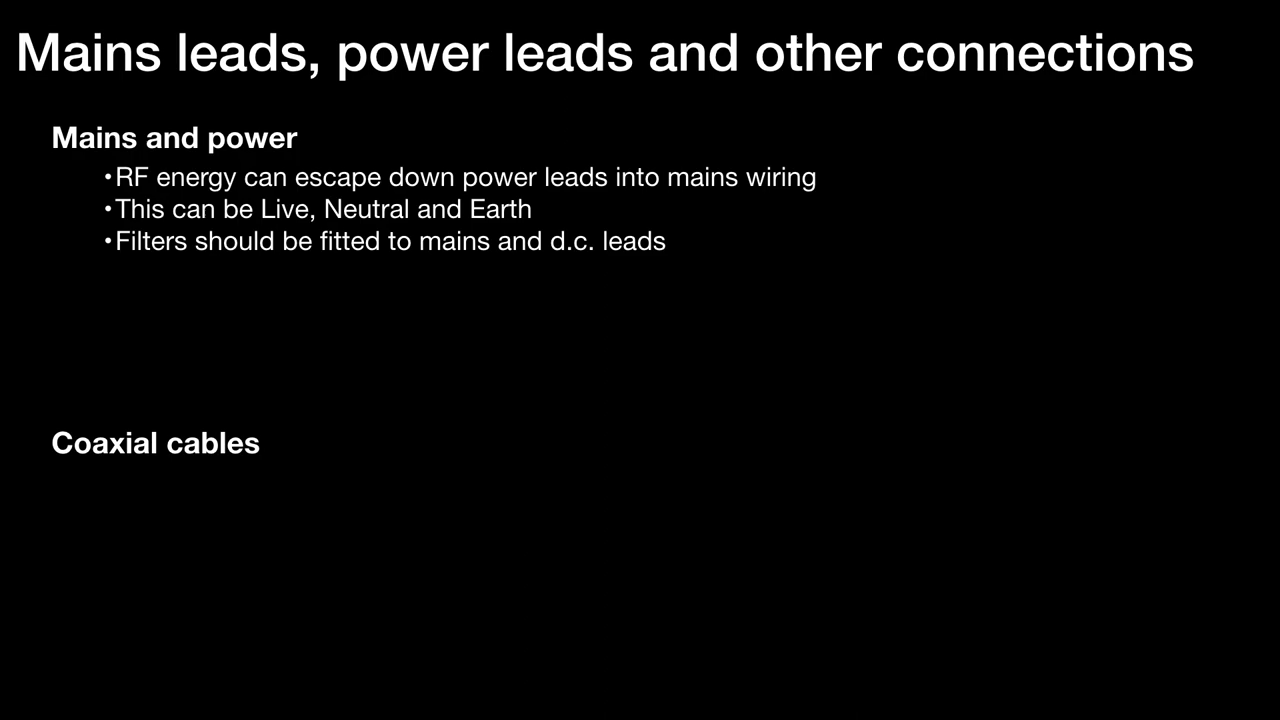 Mains leads, power leads and other connections
Mains and power
•RF energy can escape down power leads into mains wiring
•This can be Live, Neutral and Earth
•Filters should be fitted to mains and d.c. leads
Coaxial cables